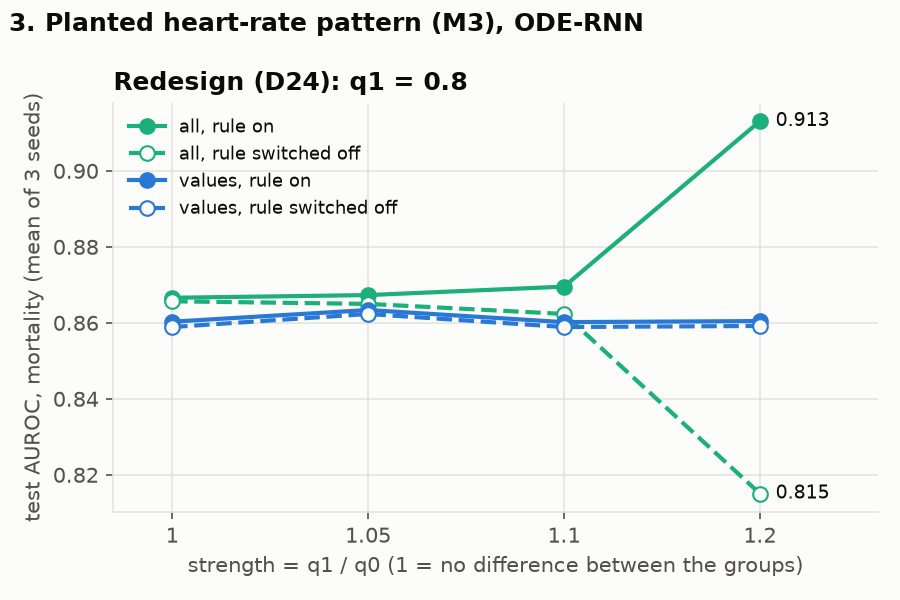 3. Planted heart-rate pattern (M3), ODE-RNN
Redesign (D24): q1 = 0.8
all, rule on
all, rule switched off
values, rule on
values, rule switched off
0.913
0.815
0.90
0.88
0.86
0.84
0.82
test AUROC, mortality (mean of 3 seeds)
1
1.05
1.1
1.2
strength = q1 / q0 (1 = no difference between the groups)